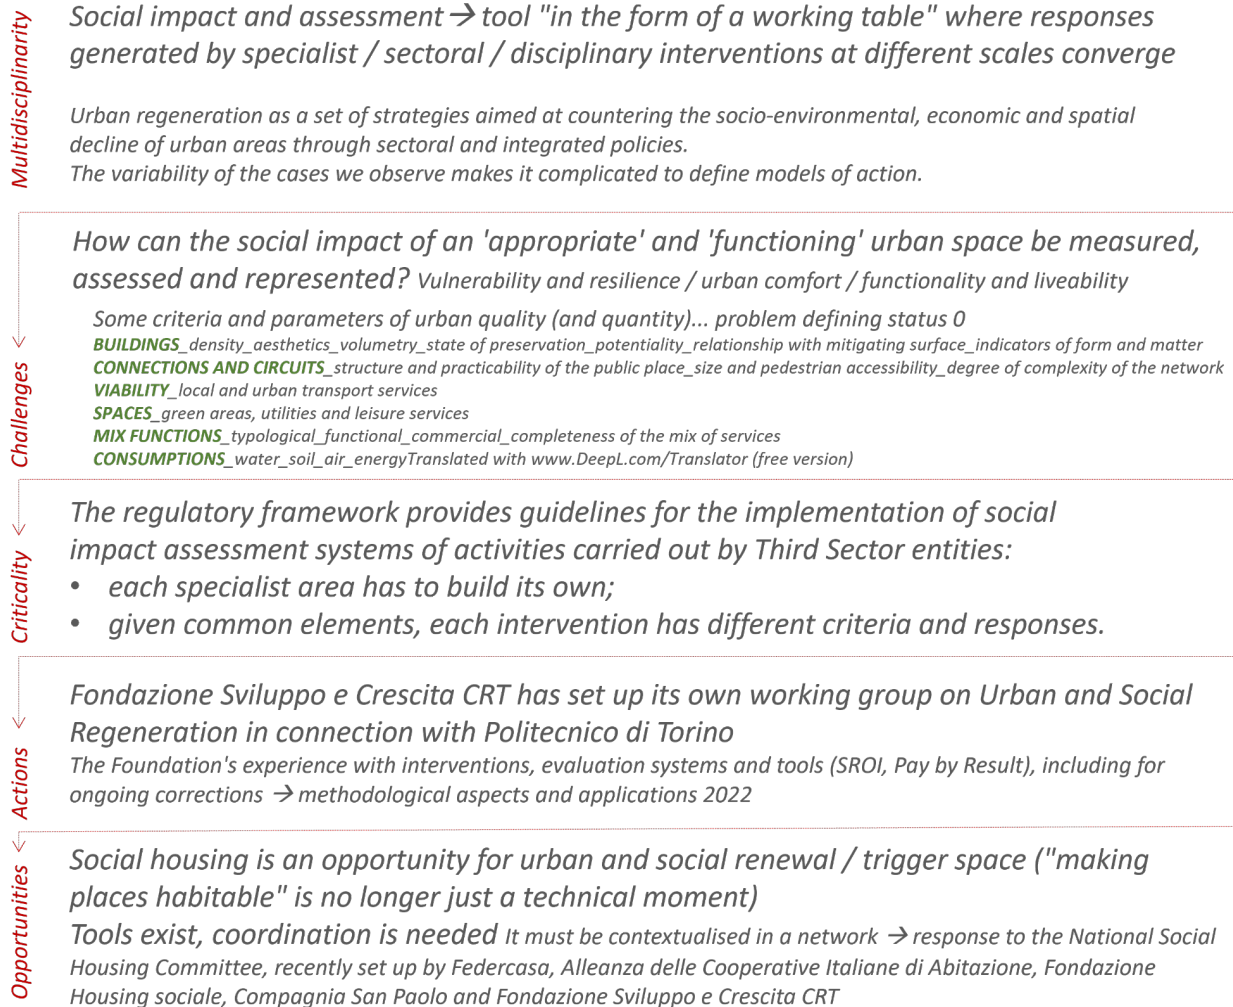 Multidisciplinarity
Social impact and assessment → tool "in the form of a working table" where responses
generated by specialist / sectoral / disciplinary interventions at different scales converge
Urban regeneration as a set of strategies aimed at countering the socio-environmental, economic and spatial
decline of urban areas through sectoral and integrated policies.
The variability of the cases we observe makes it complicated to define models of action.
Challenges
How can the social impact of an 'appropriate' and 'functioning' urban space be measured,
assessed and represented? Vulnerability and resilience / urban comfort / functionality and liveability
Some criteria and parameters of urban quality (and quantity)... problem defining status 0
BUILDINGS_density_aesthetics_volumetry_state of preservation_potentiality_relationship with mitigating surface_indicators of form and matter
CONNECTIONS AND CIRCUITS_structure and practicability of the public place_size and pedestrian accessibility_degree of complexity of the network
VIABILITY_local and urban transport services
SPACES_green areas, utilities and leisure services
MIX FUNCTIONS_typological_functional_commercial_completeness of the mix of services
CONSUMPTIONS_water_soil_air_energyTranslated with www.DeepL.com/Translator (free version)
Criticality
The regulatory framework provides guidelines for the implementation of social
impact assessment systems of activities carried out by Third Sector entities:
• each specialist area has to build its own;
• given common elements, each intervention has different criteria and responses.
Actions
Fondazione Sviluppo e Crescita CRT has set up its own working group on Urban and Social
Regeneration in connection with Politecnico di Torino
The Foundation's experience with interventions, evaluation systems and tools (SROI, Pay by Result), including for
ongoing corrections → methodological aspects and applications 2022
Opportunities
Social housing is an opportunity for urban and social renewal / trigger space ("making
places habitable" is no longer just a technical moment)
Tools exist, coordination is needed It must be contextualised in a network → response to the National Social
Housing Committee, recently set up by Federcasa, Alleanza delle Cooperative Italiane di Abitazione, Fondazione
Housing sociale, Compagnia San Paolo and Fondazione Sviluppo e Crescita CRT